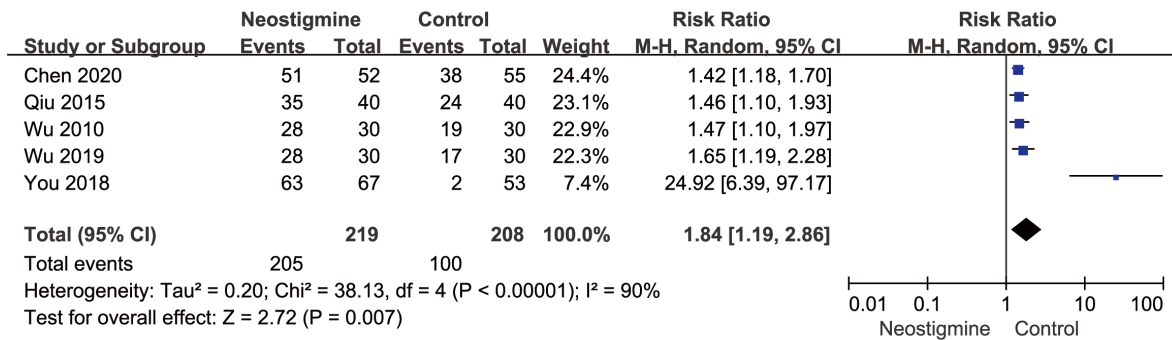 Neostigmine Control Risk Ratio Risk Ratio
Study or Subgroup Events Total Events Total Weight M-H, Random, 95% CI M-H, Random, 95% CI
Chen 2020 51 52 38 55 24.4% 1.42 [1.18, 1.70]
Qiu 2015 35 40 24 40 23.1% 1.46 [1.10, 1.93]
Wu 2010 28 30 19 30 22.9% 1.47 [1.10, 1.97]
Wu 2019 28 30 17 30 22.3% 1.65 [1.19, 2.28]
You 2018 63 67 2 53 7.4% 24.92 [6.39, 97.17]
Total (95% CI) 219 208 100.0% 1.84 [1.19, 2.86]
Total events 205 100
Heterogeneity: Tau² = 0.20; Chi² = 38.13, df = 4 (P < 0.00001); I² = 90%
Test for overall effect: Z = 2.72 (P = 0.007)
0.01 0.1 1 10 100
Neostigmine Control